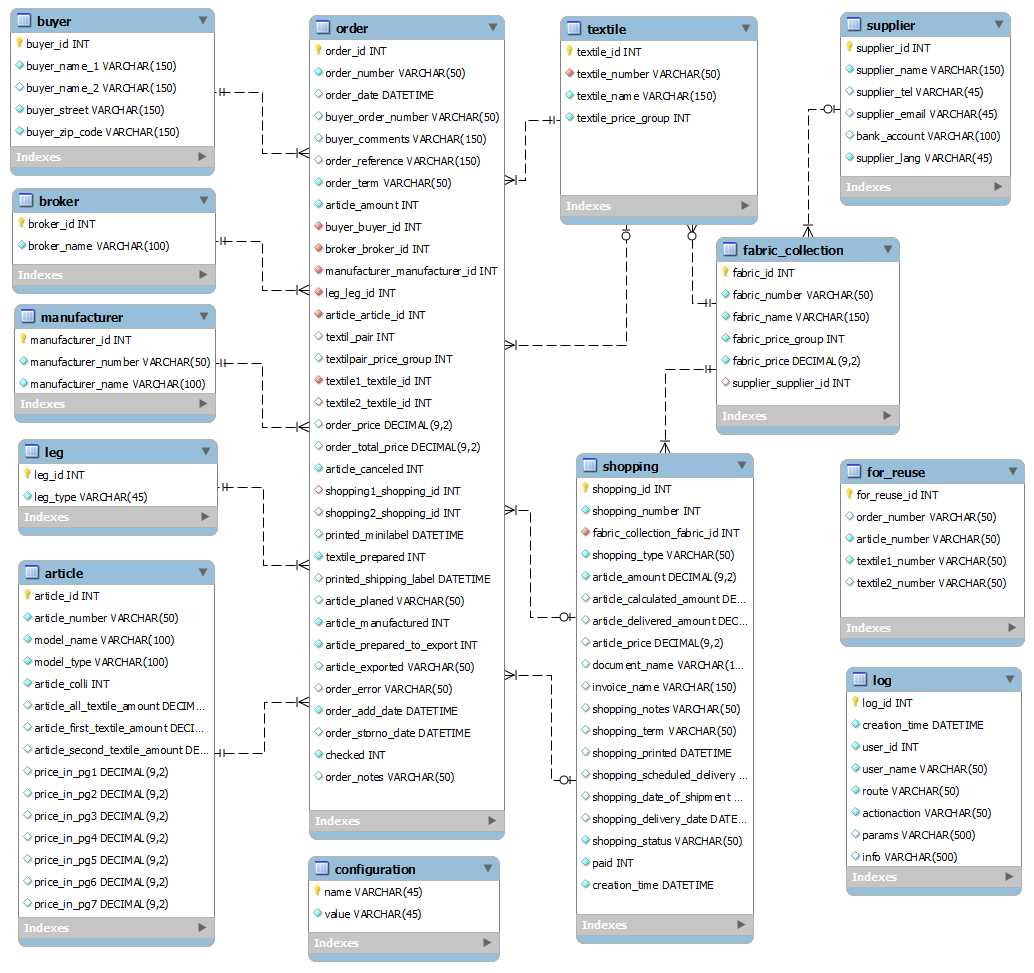 buyer
buyer_id INT
buyer_name_1 VARCHAR(150)
buyer_name_2 VARCHAR(150)
buyer_street VARCHAR(150)
buyer_zip_code VARCHAR(150)
Indexes
broker
broker_id INT
broker_name VARCHAR(100)
Indexes
manufacturer
manufacturer_id INT
manufacturer_number VARCHAR(50)
manufacturer_name VARCHAR(100)
Indexes
leg
leg_id INT
leg_type VARCHAR(45)
Indexes
article
article_id INT
article_number VARCHAR(50)
model_name VARCHAR(100)
model_type VARCHAR(100)
article_colli INT
article_all_textile_amount DECIM...
article_first_textile_amount DECI...
article_second_textile_amount DE...
price_in_pg1 DECIMAL(9,2)
price_in_pg2 DECIMAL(9,2)
price_in_pg3 DECIMAL(9,2)
price_in_pg4 DECIMAL(9,2)
price_in_pg5 DECIMAL(9,2)
price_in_pg6 DECIMAL(9,2)
price_in_pg7 DECIMAL(9,2)
Indexes
order
order_id INT
order_number VARCHAR(50)
order_date DATETIME
buyer_order_number VARCHAR(50)
buyer_comments VARCHAR(150)
order_reference VARCHAR(150)
order_term VARCHAR(50)
article_amount INT
buyer_buyer_id INT
broker_broker_id INT
manufacturer_manufacturer_id INT
leg_leg_id INT
article_article_id INT
textil_pair INT
textilpair_price_group INT
textile1_textile_id INT
textile2_textile_id INT
order_price DECIMAL(9,2)
order_total_price DECIMAL(9,2)
article_canceled INT
shopping1_shopping_id INT
shopping2_shopping_id INT
printed_minilabel DATETIME
textile_prepared INT
printed_shipping_label DATETIME
article_planed VARCHAR(50)
article_manufactured INT
article_prepared_to_export INT
article_exported VARCHAR(50)
order_error VARCHAR(50)
order_add_date DATETIME
order_storno_date DATETIME
checked INT
order_notes VARCHAR(50)
Indexes
configuration
name VARCHAR(45)
value VARCHAR(45)
Indexes
textile
textile_id INT
textile_number VARCHAR(50)
textile_name VARCHAR(150)
textile_price_group INT
Indexes
supplier
supplier_id INT
supplier_name VARCHAR(150)
supplier_tel VARCHAR(45)
supplier_email VARCHAR(45)
bank_account VARCHAR(100)
supplier_lang VARCHAR(45)
Indexes
fabric_collection
fabric_id INT
fabric_number VARCHAR(50)
fabric_name VARCHAR(150)
fabric_price_group INT
fabric_price DECIMAL(9,2)
supplier_supplier_id INT
Indexes
shopping
shopping_id INT
shopping_number INT
fabric_collection_fabric_id INT
shopping_type VARCHAR(50)
article_amount DECIMAL(9,2)
article_calculated_amount DE...
article_delivered_amount DEC...
article_price DECIMAL(9,2)
document_name VARCHAR(1...
invoice_name VARCHAR(150)
shopping_notes VARCHAR(50)
shopping_term VARCHAR(50)
shopping_printed DATETIME
shopping_scheduled_delivery ...
shopping_date_of_shipment ...
shopping_delivery_date DATE...
shopping_status VARCHAR(50)
paid INT
creation_time DATETIME
Indexes
for_reuse
for_reuse_id INT
order_number VARCHAR(50)
article_number VARCHAR(50)
textile1_number VARCHAR(50)
textile2_number VARCHAR(50)
Indexes
log
log_id INT
creation_time DATETIME
user_id INT
user_name VARCHAR(50)
route VARCHAR(50)
actionaction VARCHAR(50)
params VARCHAR(500)
info VARCHAR(500)
Indexes